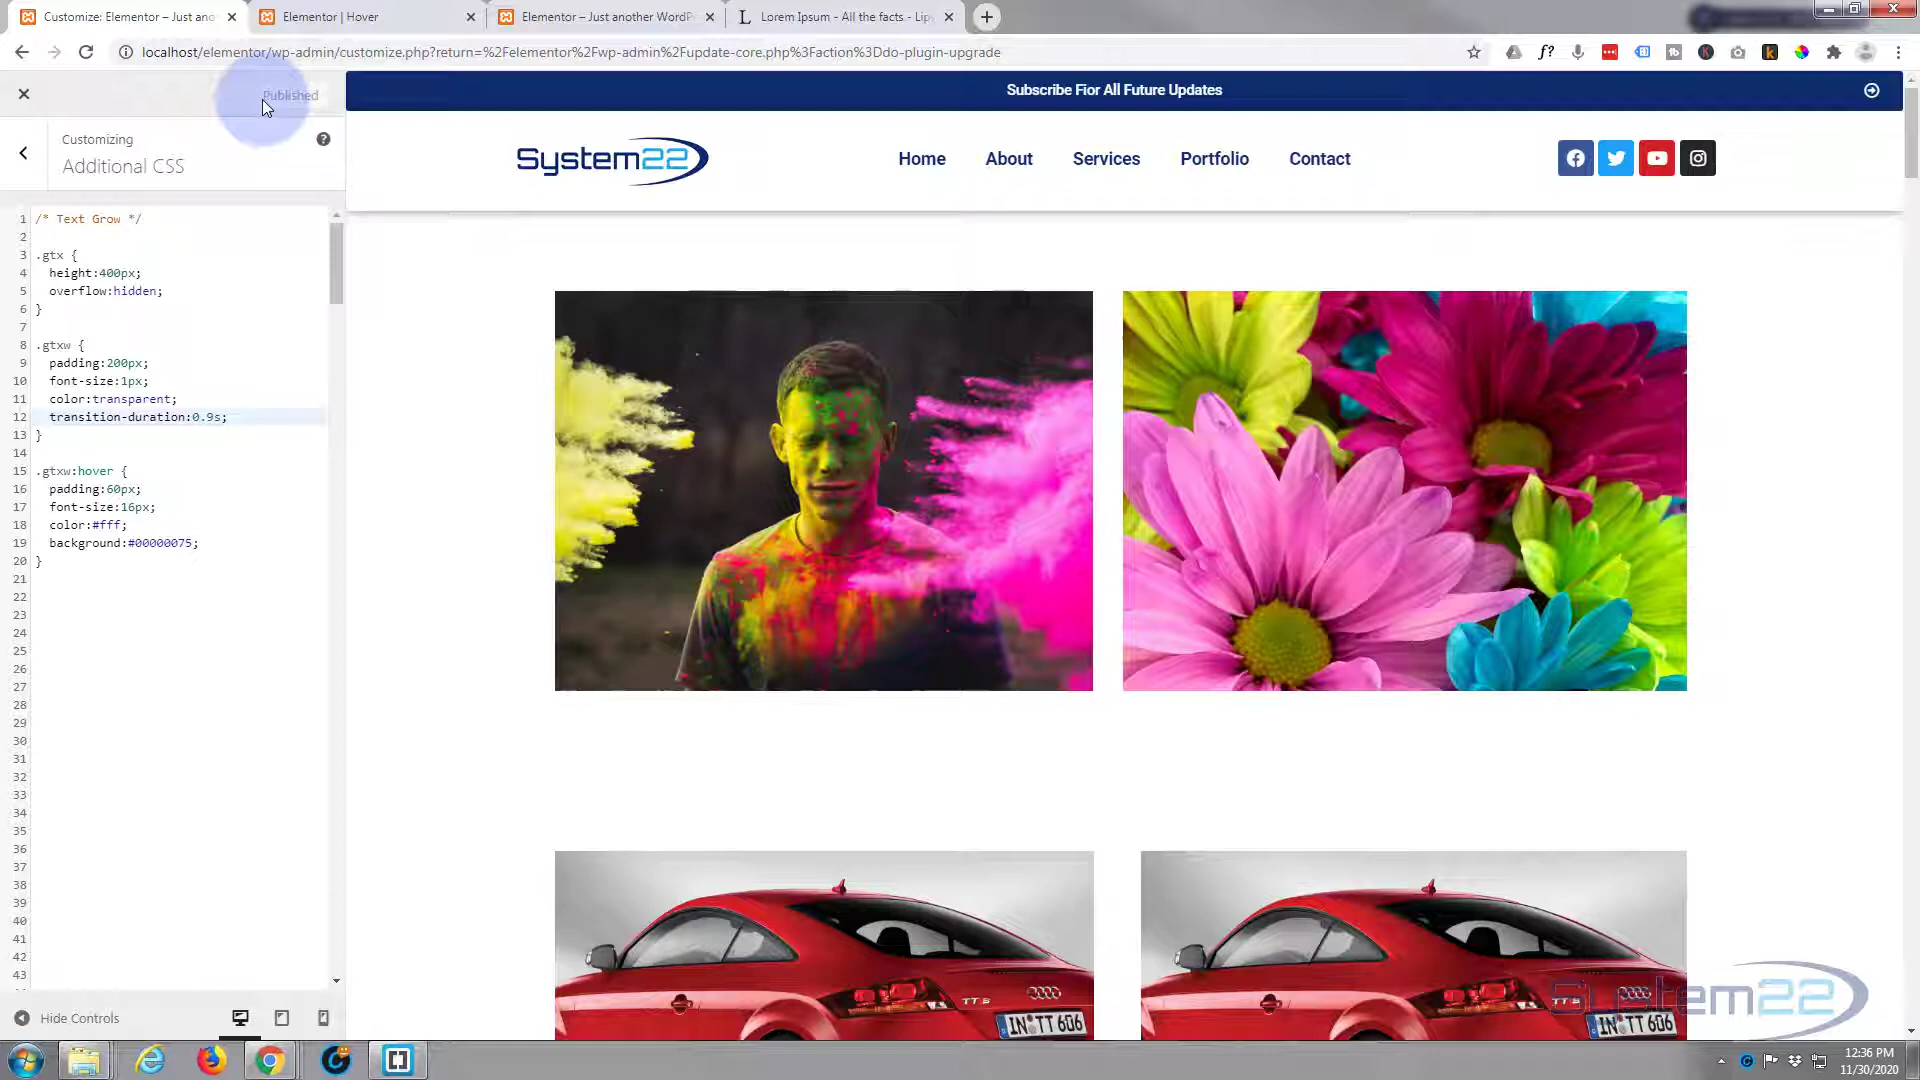 Customize: Elementor – Just ano
Elementor | Hover
Elementor – Just another WordP
Lorem Ipsum - All the facts - Lip
localhost/elementor/wp-admin/customize.php?return=%2Felementor%2Fwp-admin%2Fupdate-core.php%3Faction%3Ddo-plugin-upgrade
Published
Subscribe Fior All Future Updates
Customizing
Additional CSS
System22
Home About Services Portfolio Contact
1 /* Text Grow */
2
3 .gtx {
4 height:400px;
5 overflow:hidden;
6 }
7
8 .gtxw {
9 padding:200px;
10 font-size:1px;
11 color:transparent;
12 transition-duration:0.9s;
13 }
14
15 .gtxw:hover {
16 padding:60px;
17 font-size:16px;
18 color:#fff;
19 background:#00000075;
20 }
21
22
23
24
25
26
27
28
29
30
31
32
33
34
35
36
37
38
39
40
41
42
43
TT S
IN TT 606
TT S
IN TT 606
System22
Hide Controls
12:36 PM
11/30/2020